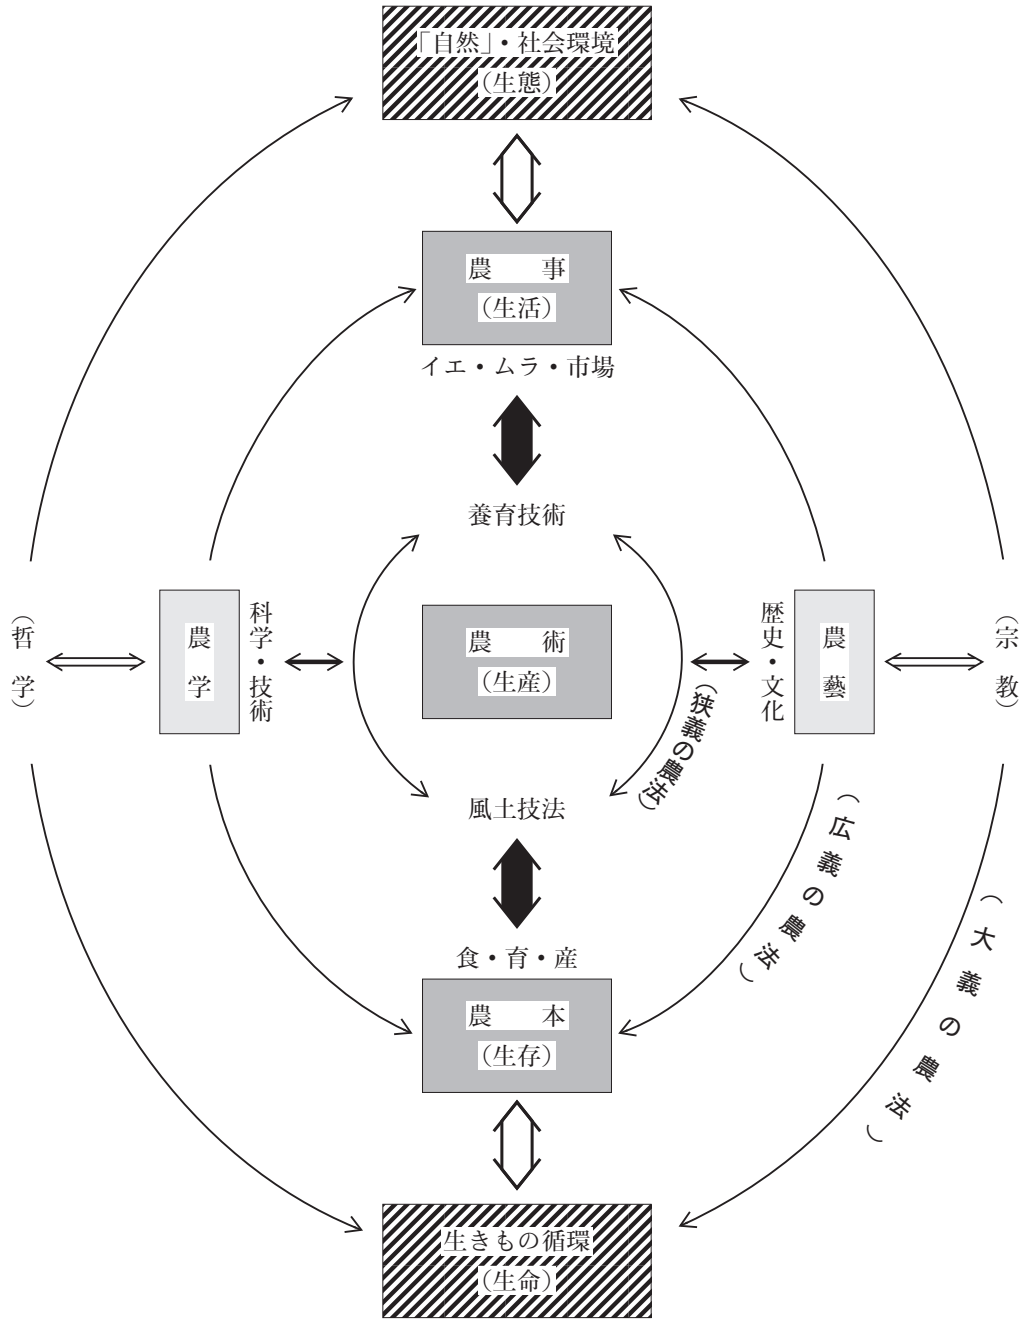 「自然」・社会環境
（生態）
農　事
（生活）
イエ・ムラ・市場
養育技術
（哲学）
農学
科学・技術
農　術
（生産）
歴史・文化
農藝
（宗教）
（狭義の農法）
風土技法
（広義の農法）
（大義の農法）
食・育・産
農　本
（生存）
生きもの循環
（生命）